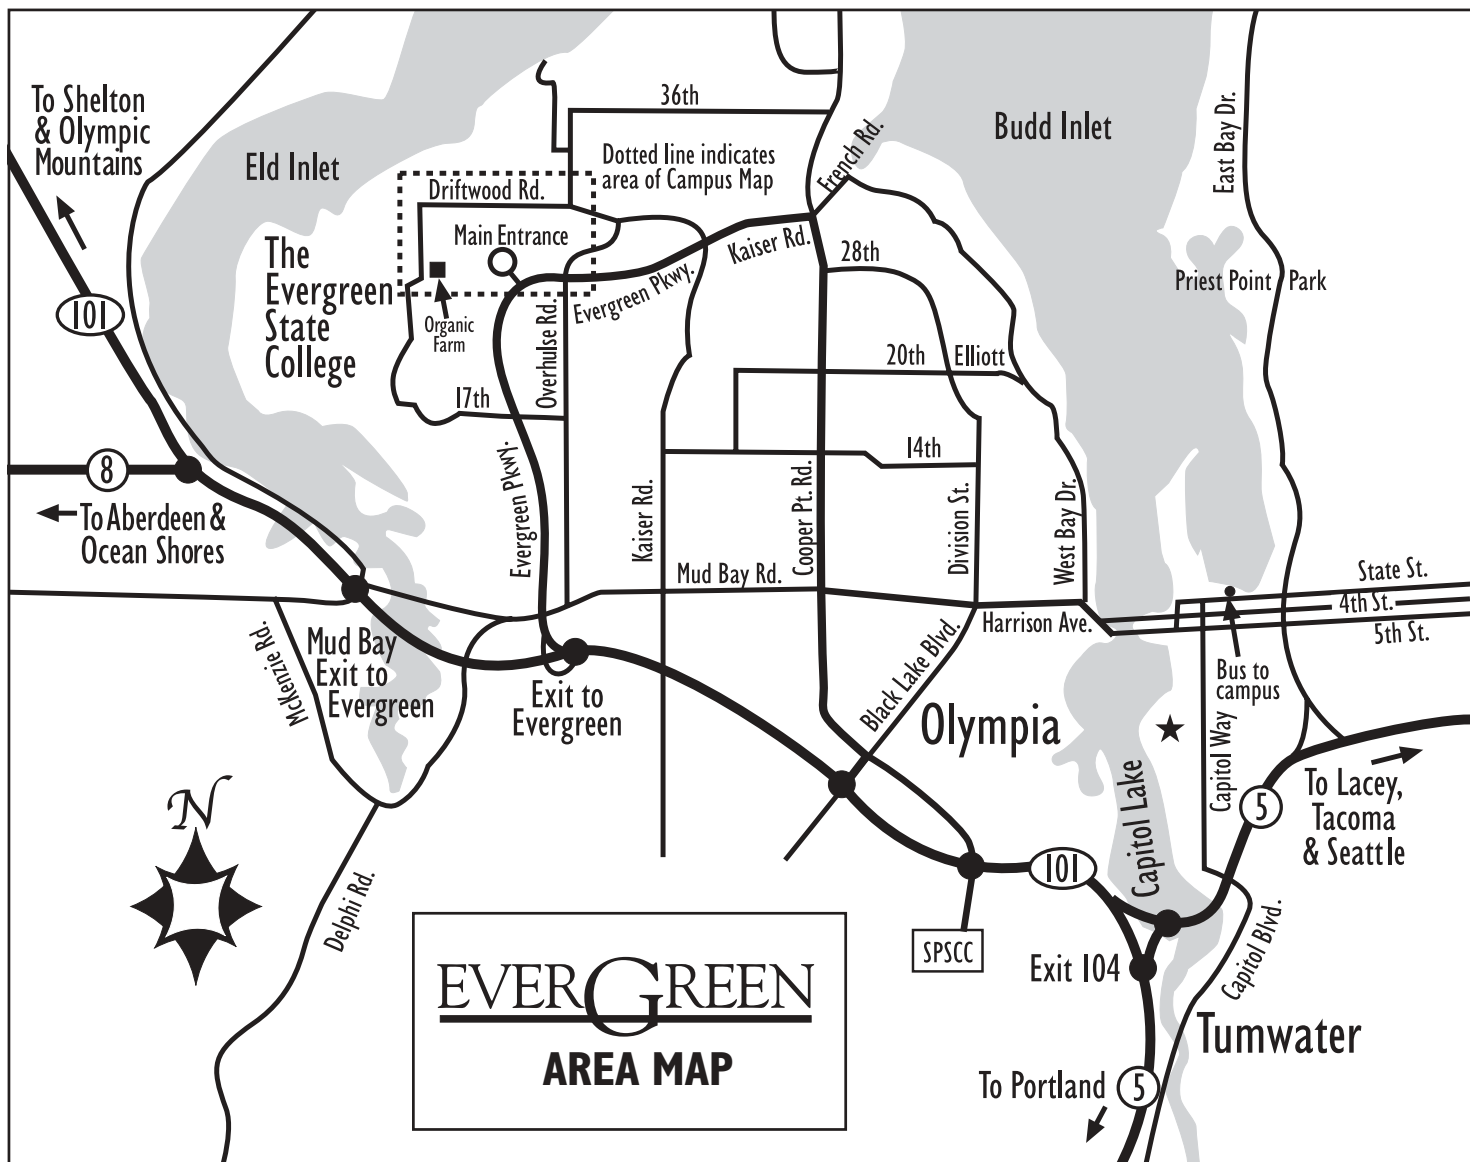 To Shelton
& Olympic
Mountains
Eld Inlet
36th
Dotted line indicates
area of Campus Map
French Rd.
Budd Inlet
East Bay Dr.
Driftwood Rd.
Main Entrance
The
Evergreen
State
College
Organic
Farm
Overhulse Rd.
Evergreen Pkwy.
Kaiser Rd.
28th
Priest Point
Park
101
17th
20th
Elliott
14th
8
To Aberdeen &
Ocean Shores
Evergreen Pkwy.
Kaiser Rd.
Mud Bay Rd.
Cooper Pt. Rd.
Division St.
West Bay Dr.
State St.
4th St.
5th St.
Harrison Ave.
McKenzie Rd.
Mud Bay
Exit to
Evergreen
Exit to
Evergreen
Black Lake Blvd.
Olympia
Bus to
campus
Capitol Way
Capitol Lake
5
To Lacey,
Tacoma
& Seattle
N
Delphi Rd.
101
SPSCC
Exit 104
Capitol Blvd.
Tumwater
To Portland
5
EVERGREEN
AREA MAP